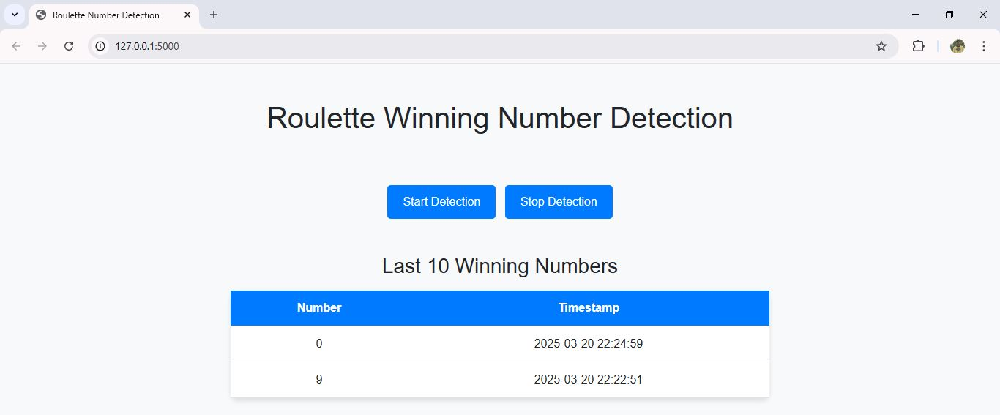 Roulette Number Detection
127.0.0.1:5000
Roulette Winning Number Detection
Start Detection Stop Detection
Last 10 Winning Numbers
Number Timestamp
0 2025-03-20 22:24:59
9 2025-03-20 22:22:51